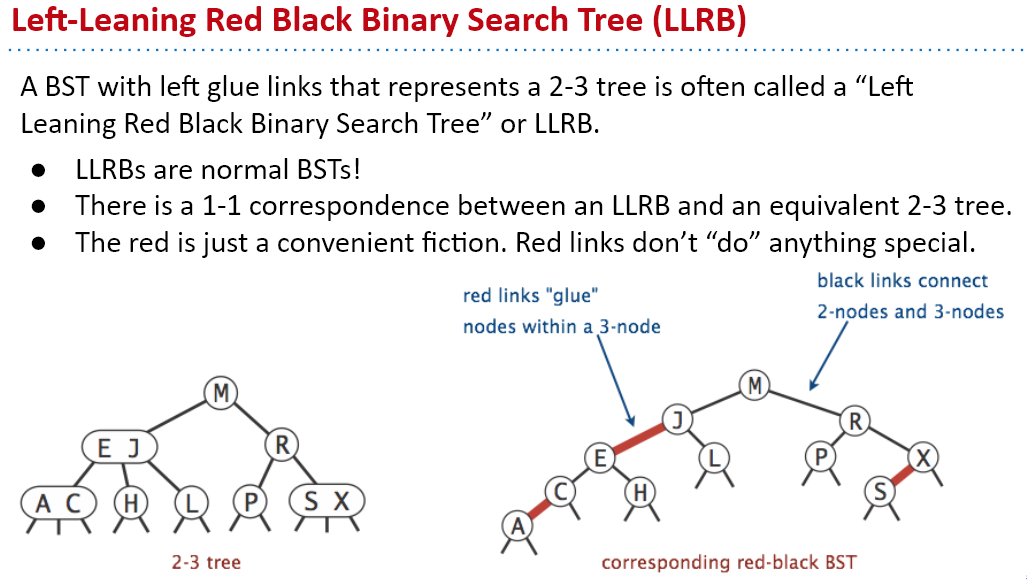 Left-Leaning Red Black Binary Search Tree (LLRB)
A BST with left glue links that represents a 2-3 tree is often called a “Left
Leaning Red Black Binary Search Tree” or LLRB.
● LLRBs are normal BSTs!
● There is a 1-1 correspondence between an LLRB and an equivalent 2-3 tree.
● The red is just a convenient fiction. Red links don’t “do” anything special.
red links "glue"
nodes within a 3-node
black links connect
2-nodes and 3-nodes
M
E J
R
A C
H
L
P
S X
2-3 tree
M
J
R
E
L
P
X
C
H
S
A
corresponding red-black BST